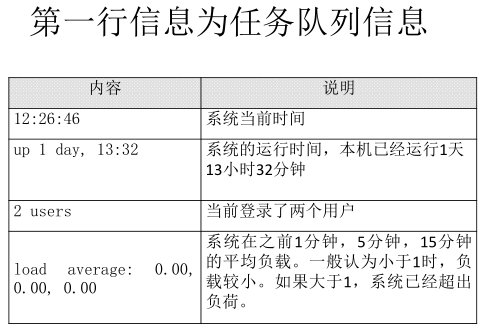 第一行信息为任务队列信息
内容 说明
12:26:46 系统当前时间
up 1 day, 13:32 系统的运行时间，本机已经运行1天
13小时32分钟
2 users 当前登录了两个用户
load average: 0.00,
0.00, 0.00
系统在之前1分钟，5分钟，15分钟
的平均负载。一般认为小于1时，负
载较小。如果大于1，系统已经超出
负荷。